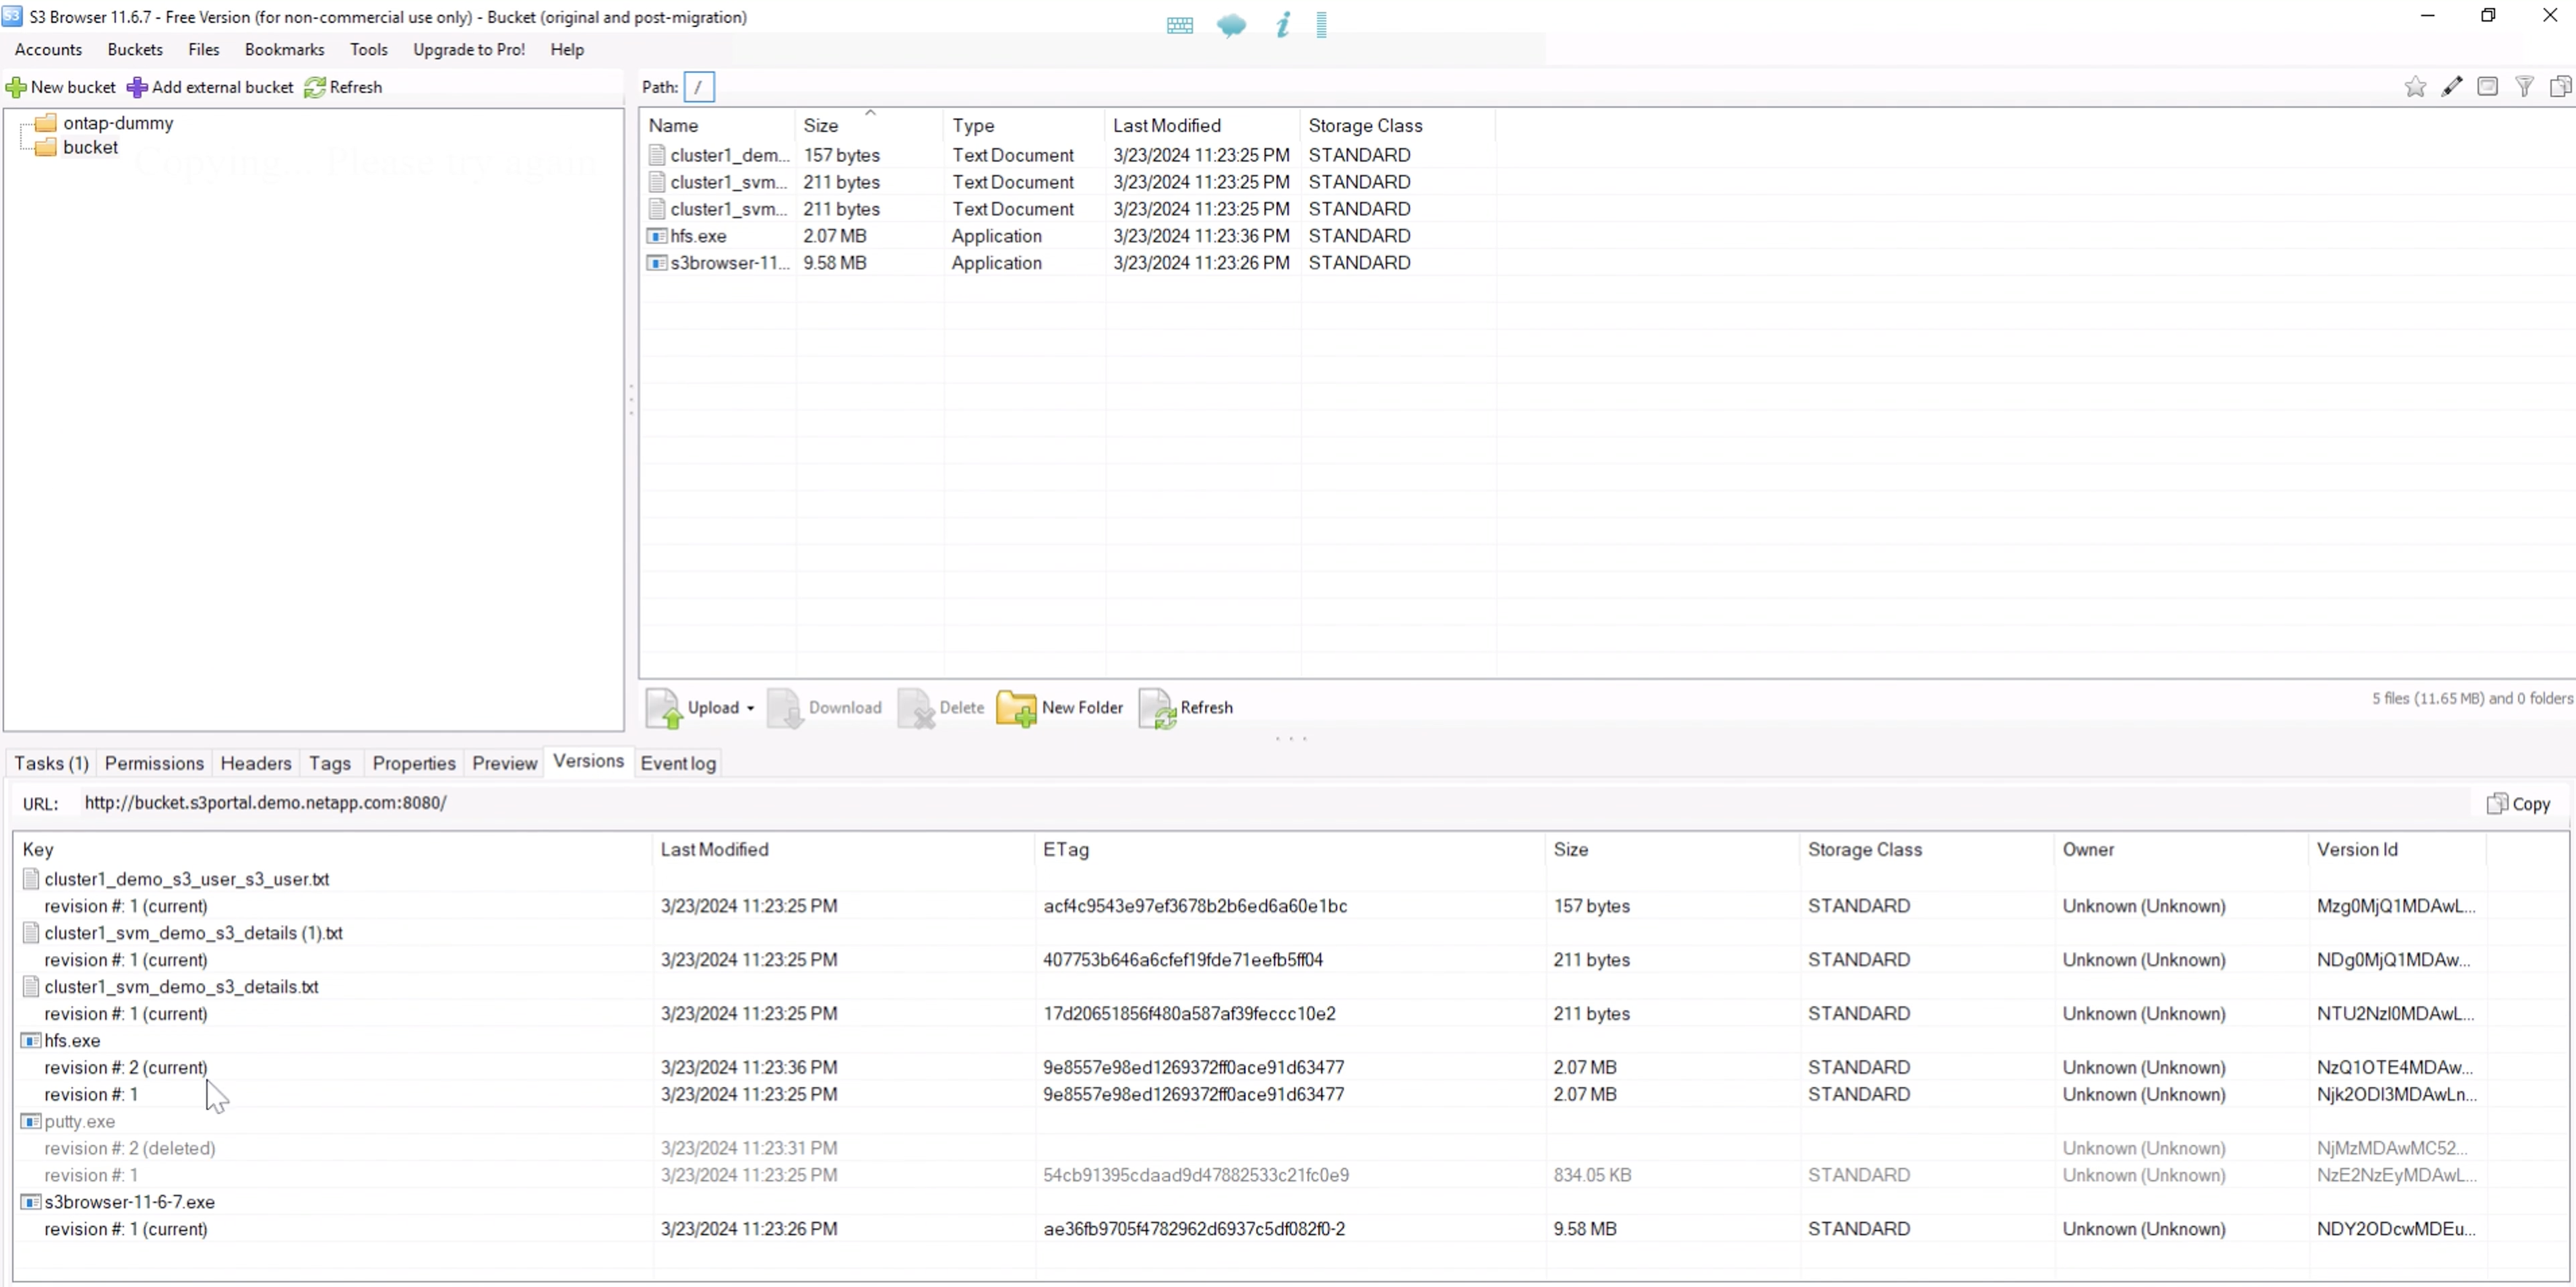 S3 Browser 11.6.7 - Free Version (for non-commercial use only) - Bucket (original and post-migration)
Accounts Buckets Files Bookmarks Tools Upgrade to Pro! Help
New bucket Add external bucket Refresh
Path: /
ontap-dummy
bucket
Copying... Please try again
Name Size Type Last Modified Storage Class
cluster1_dem... 157 bytes Text Document 3/23/2024 11:23:25 PM STANDARD
cluster1_svm... 211 bytes Text Document 3/23/2024 11:23:25 PM STANDARD
cluster1_svm... 211 bytes Text Document 3/23/2024 11:23:25 PM STANDARD
hfs.exe 2.07 MB Application 3/23/2024 11:23:36 PM STANDARD
s3browser-11... 9.58 MB Application 3/23/2024 11:23:26 PM STANDARD
Upload Download Delete New Folder Refresh
5 files (11.65 MB) and 0 folders
Tasks (1) Permissions Headers Tags Properties Preview Versions Event log
URL: http://bucket.s3portal.demo.netapp.com:8080/ Copy
Key Last Modified ETag Size Storage Class Owner Version Id
cluster1_demo_s3_user_s3_user.txt
revision #: 1 (current) 3/23/2024 11:23:25 PM acf4c9543e97ef3678b2b6ed6a60e1bc 157 bytes STANDARD Unknown (Unknown) Mzg0MjQ1MDAwL...
cluster1_svm_demo_s3_details (1).txt
revision #: 1 (current) 3/23/2024 11:23:25 PM 407753b646a6cfef19fde71eefb5ff04 211 bytes STANDARD Unknown (Unknown) NDg0MjQ1MDAw...
cluster1_svm_demo_s3_details.txt
revision #: 1 (current) 3/23/2024 11:23:25 PM 17d20651856f480a587af39feccc10e2 211 bytes STANDARD Unknown (Unknown) NTU2NzI0MDAwL...
hfs.exe
revision #: 2 (current) 3/23/2024 11:23:36 PM 9e8557e98ed1269372ff0ace91d63477 2.07 MB STANDARD Unknown (Unknown) NzQ1OTE4MDAw...
revision #: 1 3/23/2024 11:23:25 PM 9e8557e98ed1269372ff0ace91d63477 2.07 MB STANDARD Unknown (Unknown) Njk2ODI3MDAwLn...
putty.exe
revision #: 2 (deleted) 3/23/2024 11:23:31 PM Unknown (Unknown) NjMzMDAwMC52...
revision #: 1 3/23/2024 11:23:25 PM 54cb91395cdaad9d47882533c21fc0e9 834.05 KB STANDARD Unknown (Unknown) NzE2NzEyMDAwL...
s3browser-11-6-7.exe
revision #: 1 (current) 3/23/2024 11:23:26 PM ae36fb9705f4782962d6937c5df082f0-2 9.58 MB STANDARD Unknown (Unknown) NDY2ODcwMDEu...